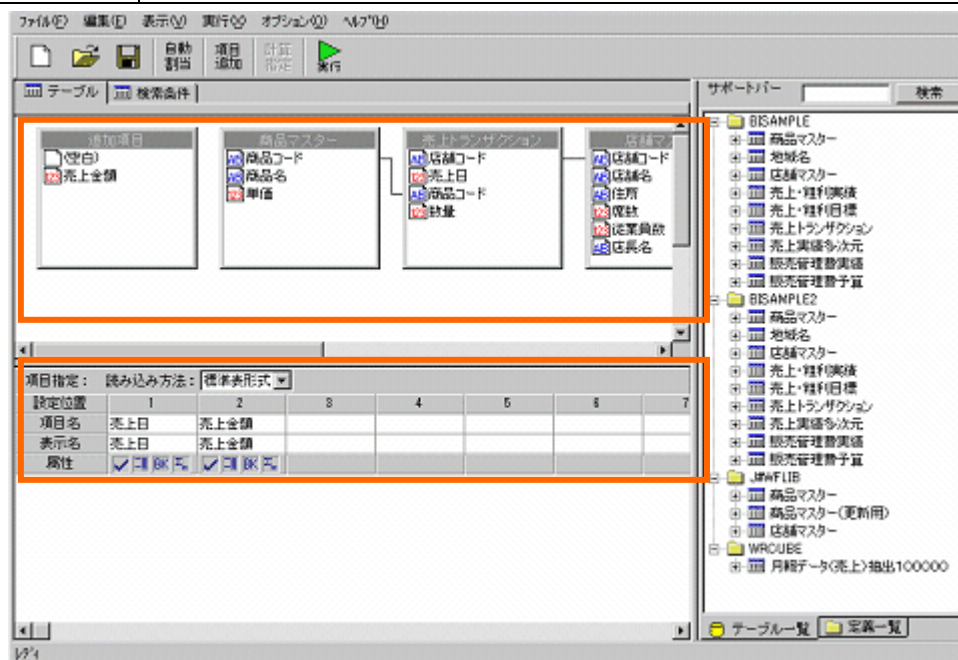 ファイル(F) 編集(E) 表示(V) 実行(X) オプション(O) ヘルプ(H)
自動割当 項目追加 計算指定 実行
テーブル 検索条件
サポートバー 検索
追加項目
(空白)
売上金額
商品マスター
商品コード
商品名
単価
売上トランザクション
店舗コード
売上日
商品コード
数量
店舗マス
店舗コード
店舗名
住所
席数
従業員数
店長名
項目指定: 読み込み方法: 標準表形式
設定位置 1 2 3 4 5 6 7
項目名 売上日 売上金額
表示名 売上日 売上金額
属性
BISAMPLE
商品マスター
地域名
店舗マスター
売上・粗利実績
売上・粗利目標
売上トランザクション
売上実績多次元
販売管理費実績
販売管理費予算
BISAMPLE2
商品マスター
地域名
店舗マスター
売上・粗利実績
売上・粗利目標
売上トランザクション
売上実績多次元
販売管理費実績
販売管理費予算
J#WFLIB
商品マスター
商品マスター(更新用)
店舗マスター
WRCUBE
月報データ(売上)抽出100000
テーブル一覧 定義一覧
レディ